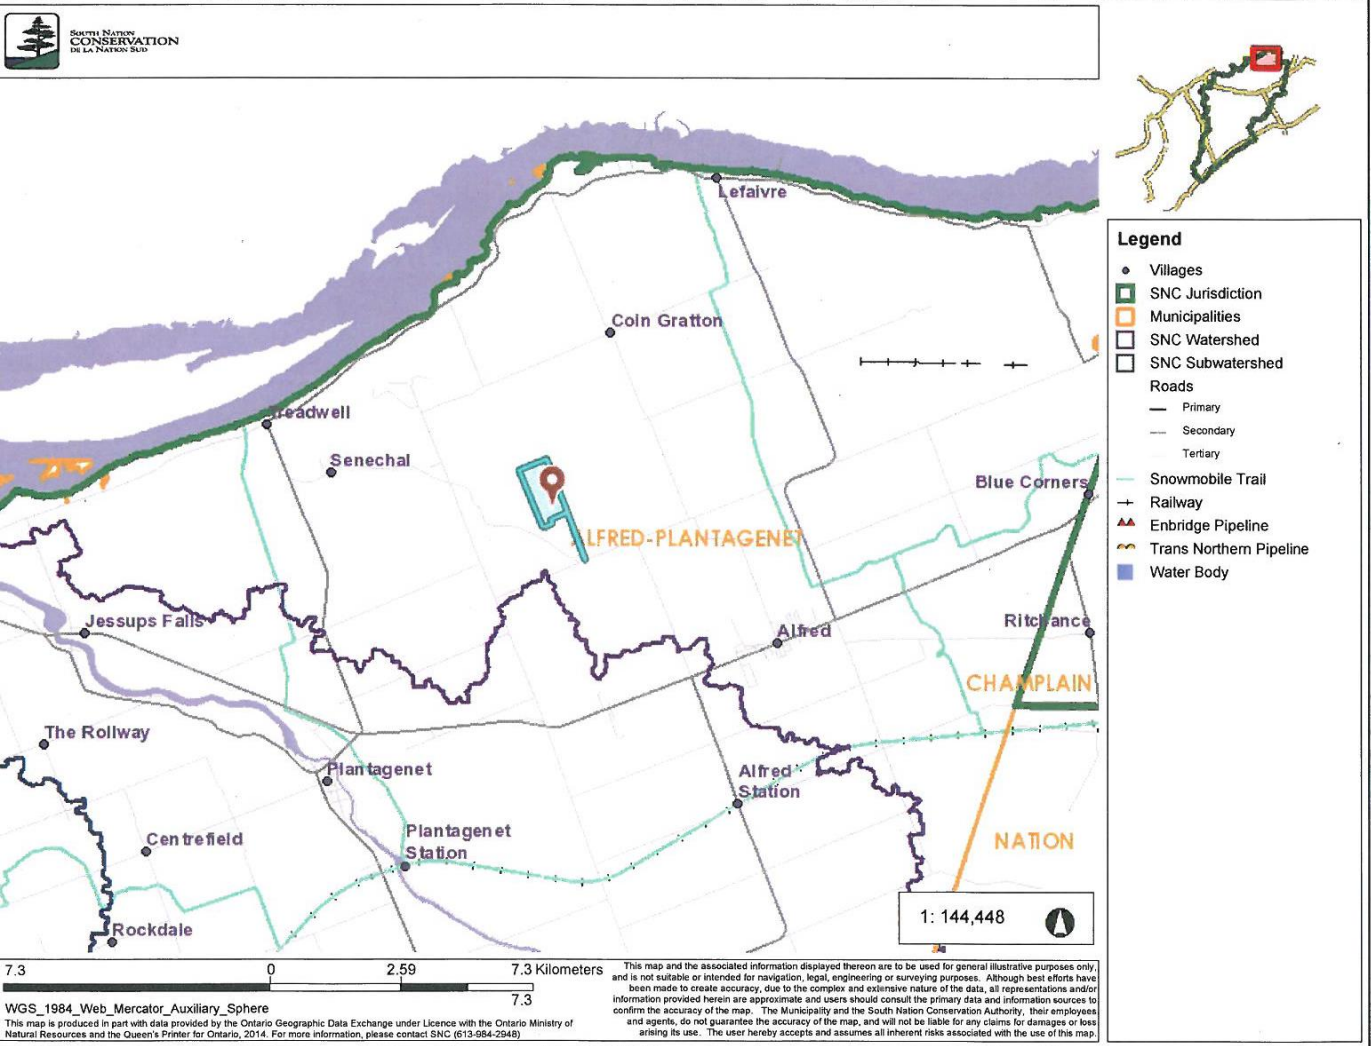 SOUTH NATION
CONSERVATION
DE LA NATION SUD
Lefaivre
Coin Gratton
Treadwell
Senechal
Blue Corners
ALFRED-PLANTAGENET
Jessups Falls
Alfred
Ritchance
CHAMPLAIN
The Rollway
Plantagenet
Alfred
Station
Centrefield
Plantagenet
Station
NATION
Rockdale
1: 144,448
Legend
Villages
SNC Jurisdiction
Municipalities
SNC Watershed
SNC Subwatershed
Roads
Primary
Secondary
Tertiary
Snowmobile Trail
Railway
Enbridge Pipeline
Trans Northern Pipeline
Water Body
7.3 0 2.59 7.3 Kilometers
7.3
WGS_1984_Web_Mercator_Auxiliary_Sphere
This map is produced in part with data provided by the Ontario Geographic Data Exchange under Licence with the Ontario Ministry of
Natural Resources and the Queen's Printer for Ontario, 2014. For more information, please contact SNC (613-984-2948)
This map and the associated information displayed thereon are to be used for general illustrative purposes only,
and is not suitable or intended for navigation, legal, engineering or surveying purposes. Although best efforts have
been made to create accuracy, due to the complex and extensive nature of the data, all representations and/or
information provided herein are approximate and users should consult the primary data and information sources to
confirm the accuracy of the map. The Municipality and the South Nation Conservation Authority, their employees
and agents, do not guarantee the accuracy of the map, and will not be liable for any claims for damages or loss
arising its use. The user hereby accepts and assumes all inherent risks associated with the use of this map.